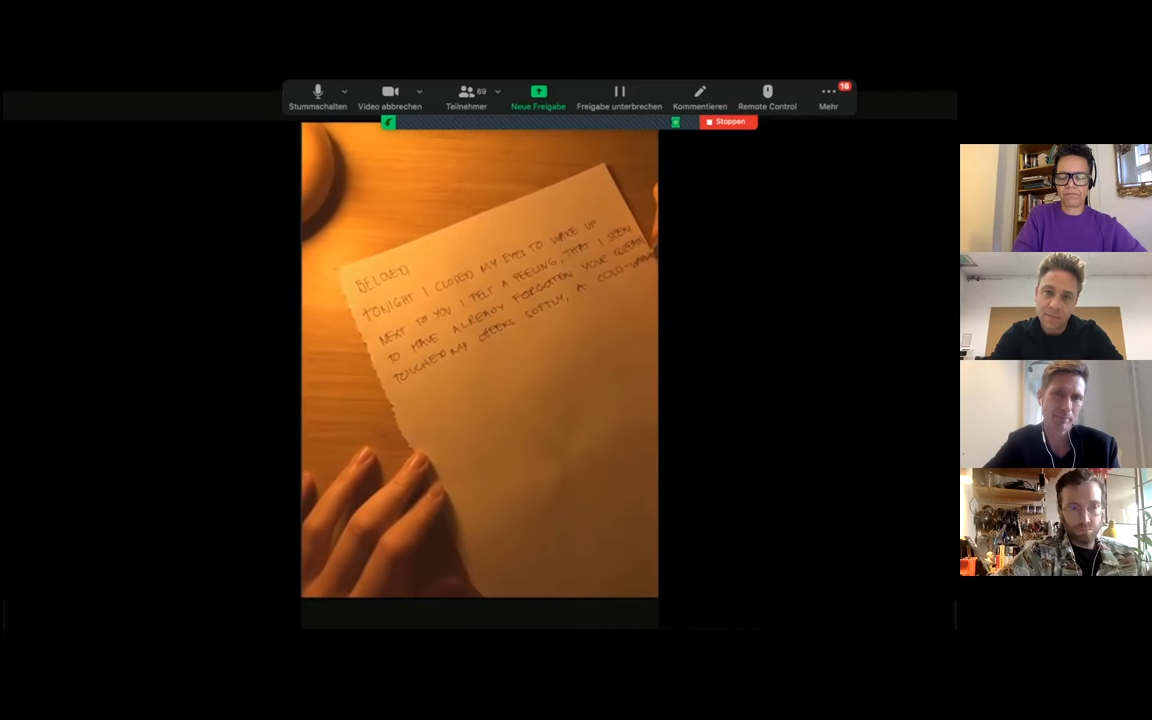 Stummschalten
Video abbrechen
69
Teilnehmer
Neue Freigabe
Freigabe unterbrechen
Kommentieren
Remote Control
16
Mehr
Stoppen
BELOVED,
TONIGHT I CLOSED MY EYES TO WAKE UP
NEXT TO YOU I FELT A FEELING, THAT I SEEM
TO HAVE ALREADY FORGOTTEN YOUR BREATH
TOUCHED MY CHEEKS SOFTLY, A COLD-WARM